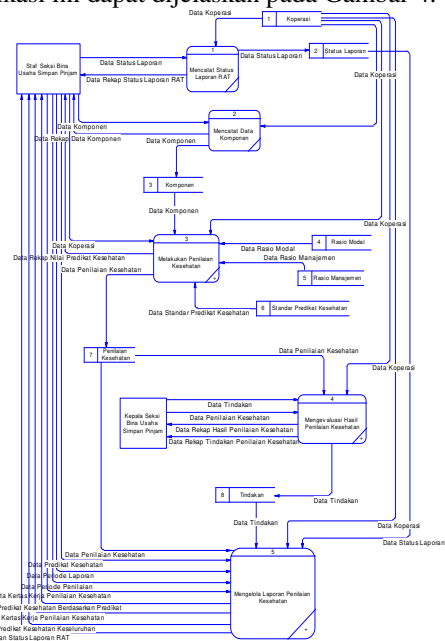 ikasi ini dapat dijelaskan pada Gambar 4.
Data Koperasi
1 Koperasi
Staf Seksi Bina
Usaha Simpan Pinjam
Data Status Laporan
Data Rekap Status Laporan RAT
1
Mencatat Status
Laporan RAT
Data Status Laporan
2 Status Laporan
Data Koperasi
Data Komponen
Data Rekap Data Komponen
Data Komponen
2
Mencatat Data
Komponen
3 Komponen
Data Komponen
Data Koperasi
Data Koperasi
Data Rekap Nilai Predikat Kesehatan
Data Penilaian Kesehatan
3
Melakukan Penilaian
Kesehatan
+
Data Rasio Modal
4 Rasio Modal
Data Rasio Manajemen
5 Rasio Manajemen
Data Standar Predikat Kesehatan
6 Standar Predikat Kesehatan
7 Penilaian
Kesehatan
Data Penilaian Kesehatan
Data Koperasi
Kepala Seksi
Bina Usaha
Simpan Pinjam
Data Tindakan
Data Penilaian Kesehatan
Data Rekap Hasil Penilaian Kesehatan
Data Rekap Tindakan Penilaian Kesehatan
4
Mengevaluasi Hasil
Penilaian Kesehatan
+
8 Tindakan
Data Tindakan
Data Tindakan
Data Koperasi
Data Status Laporan
Data Penilaian Kesehatan
Data Predikat Kesehatan
Data Periode Laporan
Data Periode Penilaian
ta Kertas Kerja Penilaian Kesehatan
Predikat Kesehatan Berdasarkan Predikat
Kertas Kerja Penilaian Kesehatan
Predikat Kesehatan Keseluruhan
an Status Laporan RAT
5
Mengelola Laporan Penilaian
Kesehatan
+